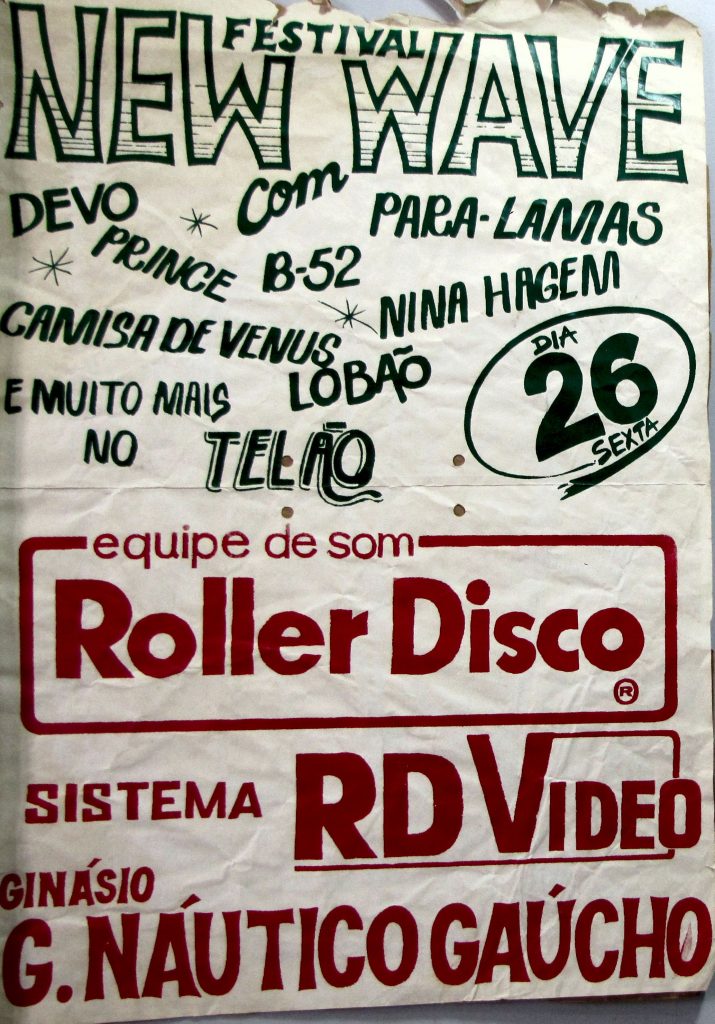 FESTIVAL
NEW WAVE
com
DEVO
PARA-LAMAS
PRINCE
B-52
NINA HAGEM
CAMISA DE VENUS
LOBÃO
E MUITO MAIS
NO TELÃO
DIA
26
SEXTA
equipe de som
Roller Disco
®
SISTEMA RD VIDEO
GINÁSIO
G. NÁUTICO GAÚCHO